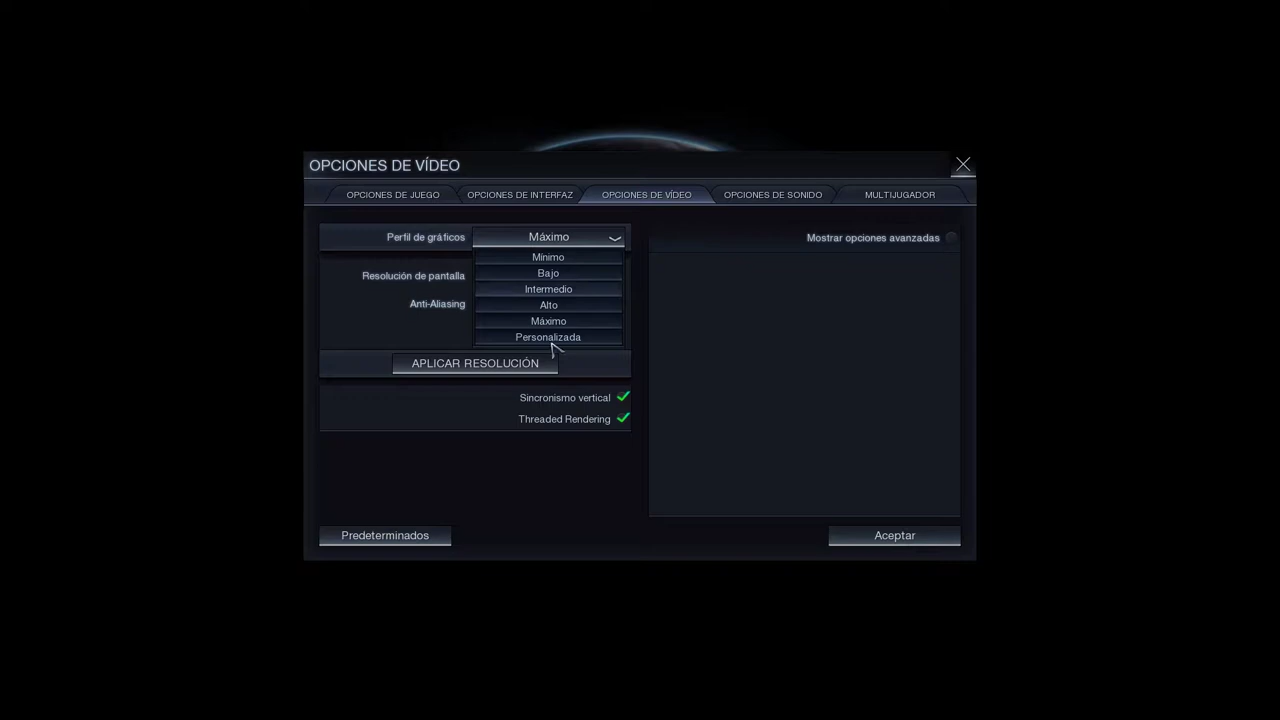 OPCIONES DE VÍDEO
OPCIONES DE JUEGO
OPCIONES DE INTERFAZ
OPCIONES DE VÍDEO
OPCIONES DE SONIDO
MULTIJUGADOR
Perfil de gráficos
Máximo
Mínimo
Bajo
Intermedio
Alto
Máximo
Personalizada
Resolución de pantalla
Anti-Aliasing
APLICAR RESOLUCIÓN
Sincronismo vertical
Threaded Rendering
Mostrar opciones avanzadas
Predeterminados
Aceptar